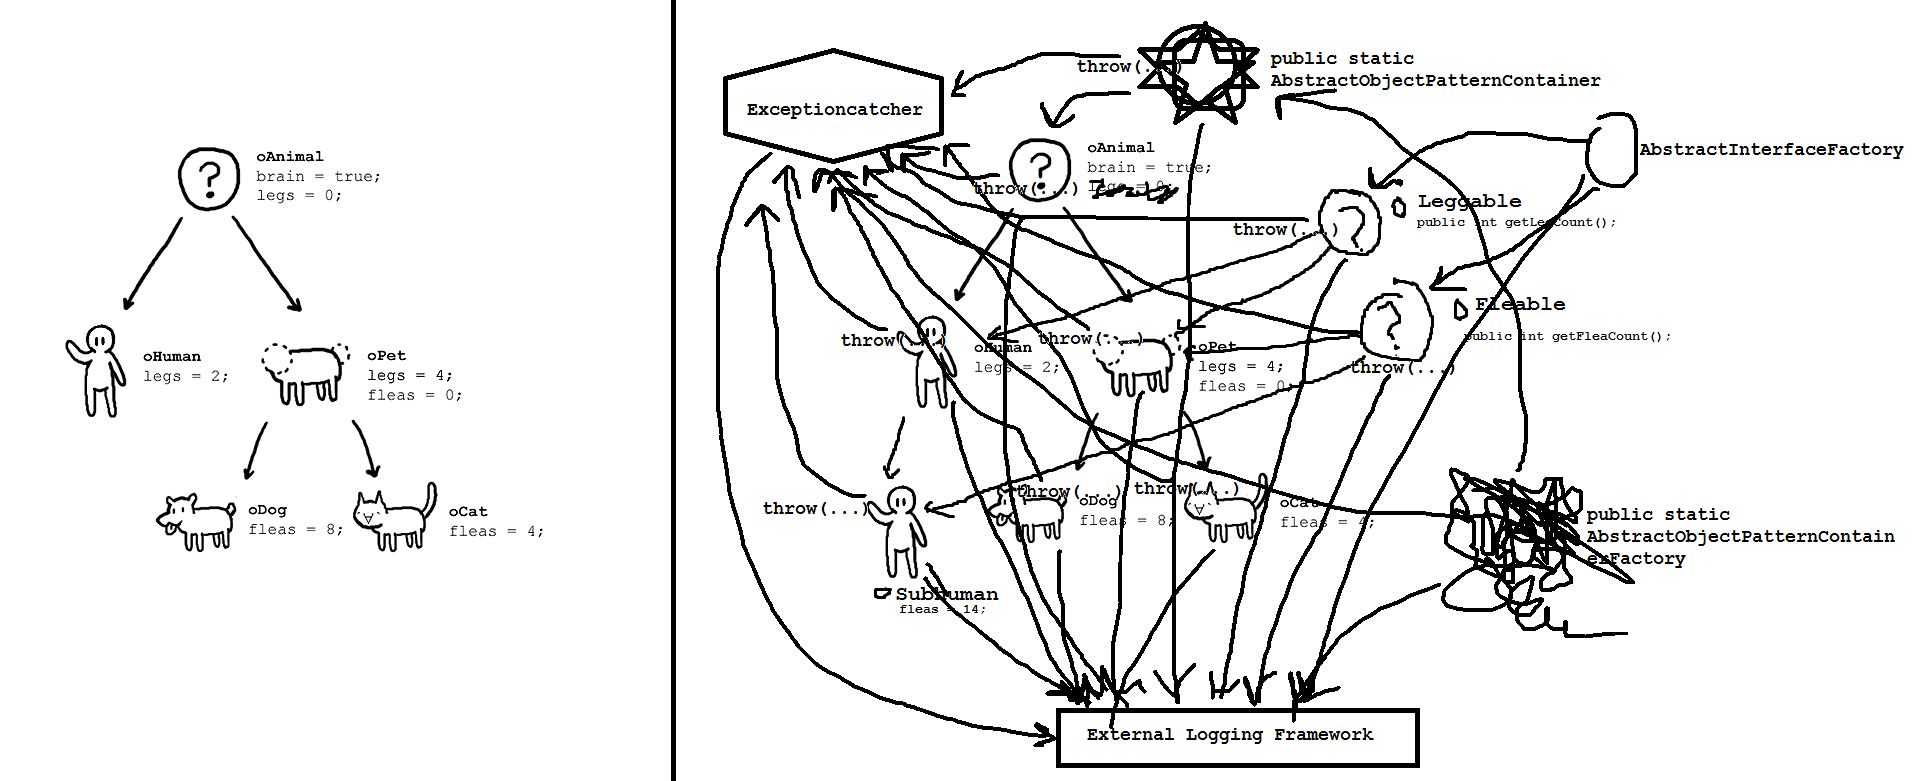 oAnimal
brain = true;
legs = 0;
oHuman
legs = 2;
oPet
legs = 4;
fleas = 0;
oDog
fleas = 8;
oCat
fleas = 4;
Exceptioncatcher
throw(...)
public static
AbstractObjectPatternContainer
oAnimal
brain = true;
legs = 0;
throw(...)
AbstractInterfaceFactory
Leggable
public int getLegCount();
throw(...)
Fleable
public int getFleaCount();
throw(...)
throw(...)
oHuman
legs = 2;
throw(...)
oPet
legs = 4;
fleas = 0;
throw(...)
Subhuman
fleas = 14;
throw(...)
oDog
fleas = 8;
throw(...)
oCat
fleas = 4;
public static
AbstractObjectPatternContain
erFactory
External Logging Framework